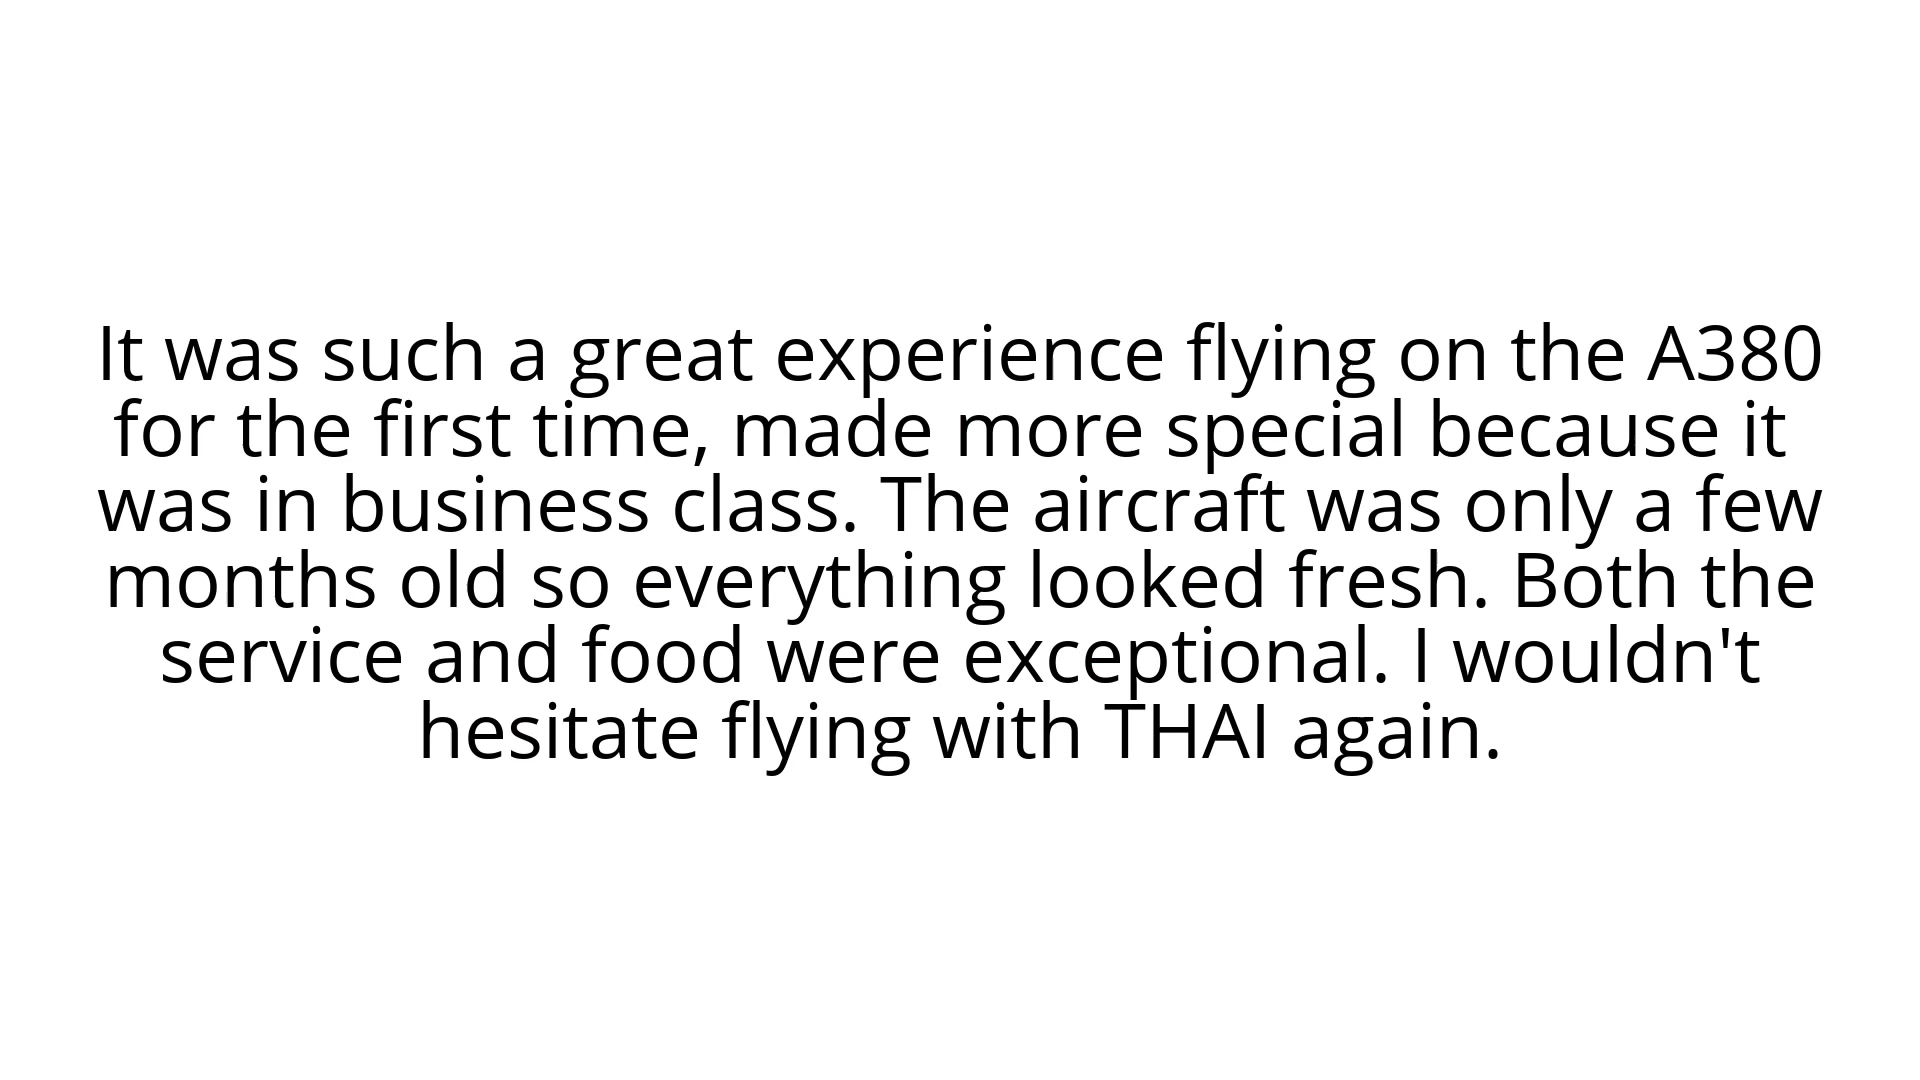 It was such a great experience flying on the A380
for the first time, made more special because it
was in business class. The aircraft was only a few
months old so everything looked fresh. Both the
service and food were exceptional. I wouldn't
hesitate flying with THAI again.